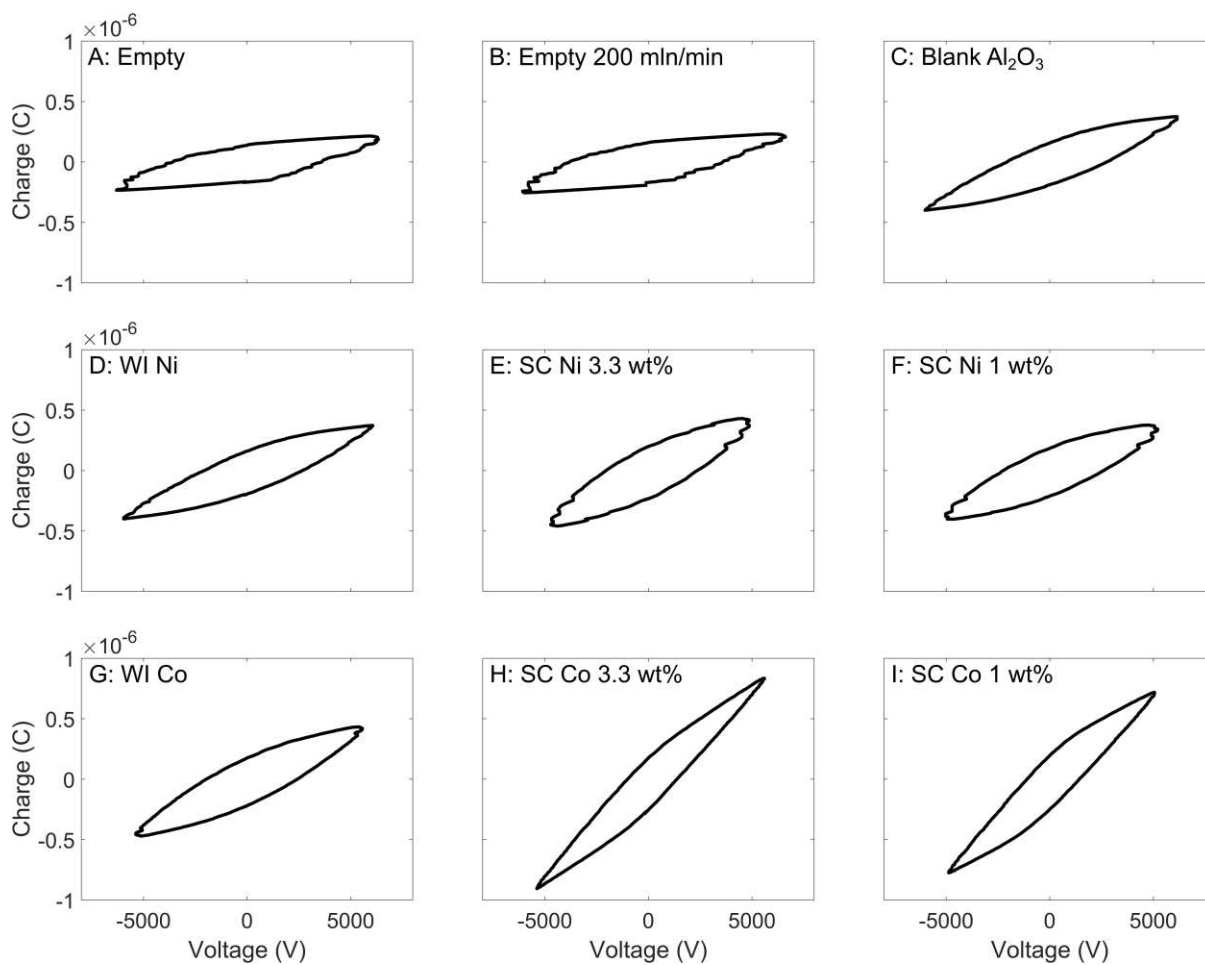 ×10⁻⁶
1
0.5
0
-0.5
-1
Charge (C)
A: Empty
B: Empty 200 mln/min
C: Blank Al₂O₃
×10⁻⁶
1
0.5
0
-0.5
-1
Charge (C)
D: WI Ni
E: SC Ni 3.3 wt%
F: SC Ni 1 wt%
×10⁻⁶
1
0.5
0
-0.5
-1
Charge (C)
G: WI Co
H: SC Co 3.3 wt%
I: SC Co 1 wt%
-5000 0 5000
-5000 0 5000
-5000 0 5000
Voltage (V)
Voltage (V)
Voltage (V)